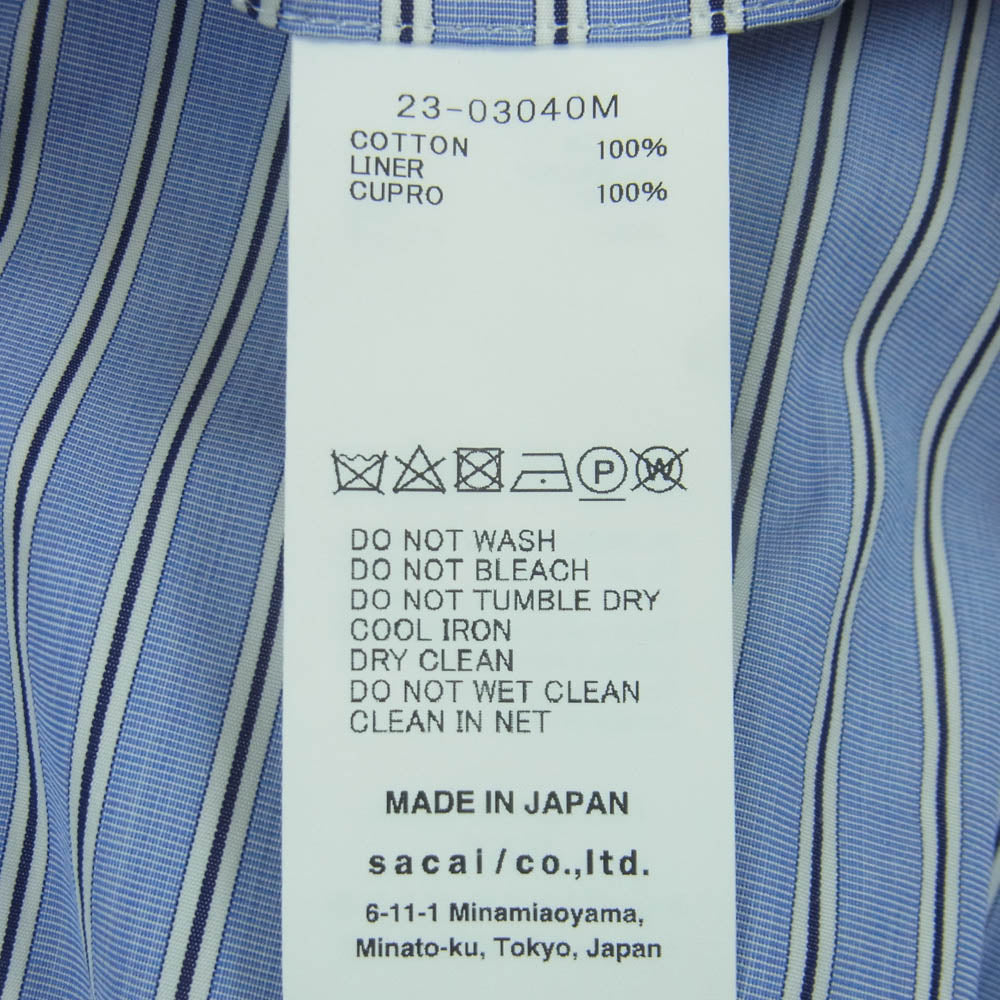 23-03040M
COTTON 100%
LINER
CUPRO 100%
P W
DO NOT WASH
DO NOT BLEACH
DO NOT TUMBLE DRY
COOL IRON
DRY CLEAN
DO NOT WET CLEAN
CLEAN IN NET
MADE IN JAPAN
sacai / co.,ltd.
6-11-1 Minamiaoyama,
Minato-ku, Tokyo, Japan